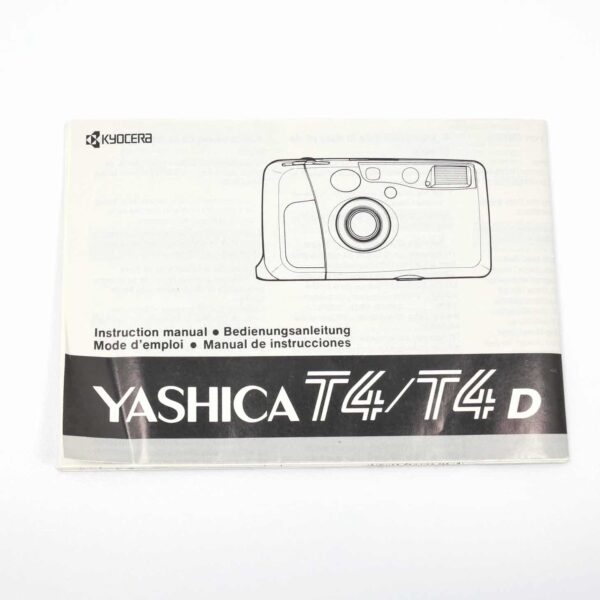 KYOCERA
Instruction manual ● Bedienungsanleitung
Mode d'emploi ● Manual de instrucciones
YASHICA T4/T4 D